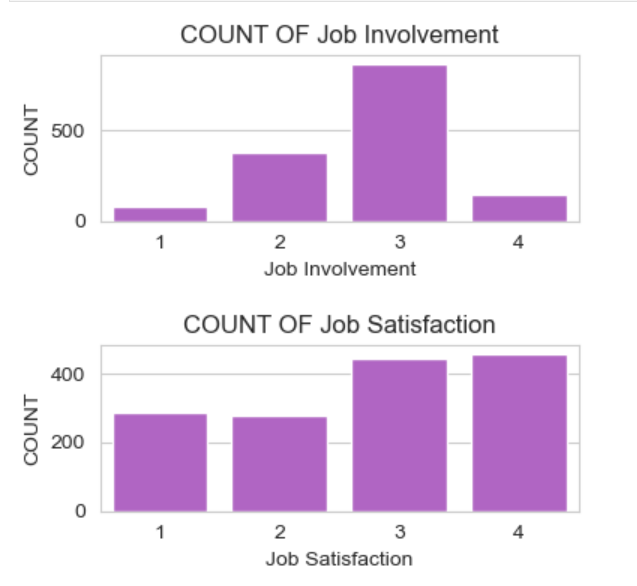 COUNT OF Job Involvement
COUNT
500
0
1 2 3 4
Job Involvement
COUNT OF Job Satisfaction
COUNT
400
200
0
1 2 3 4
Job Satisfaction